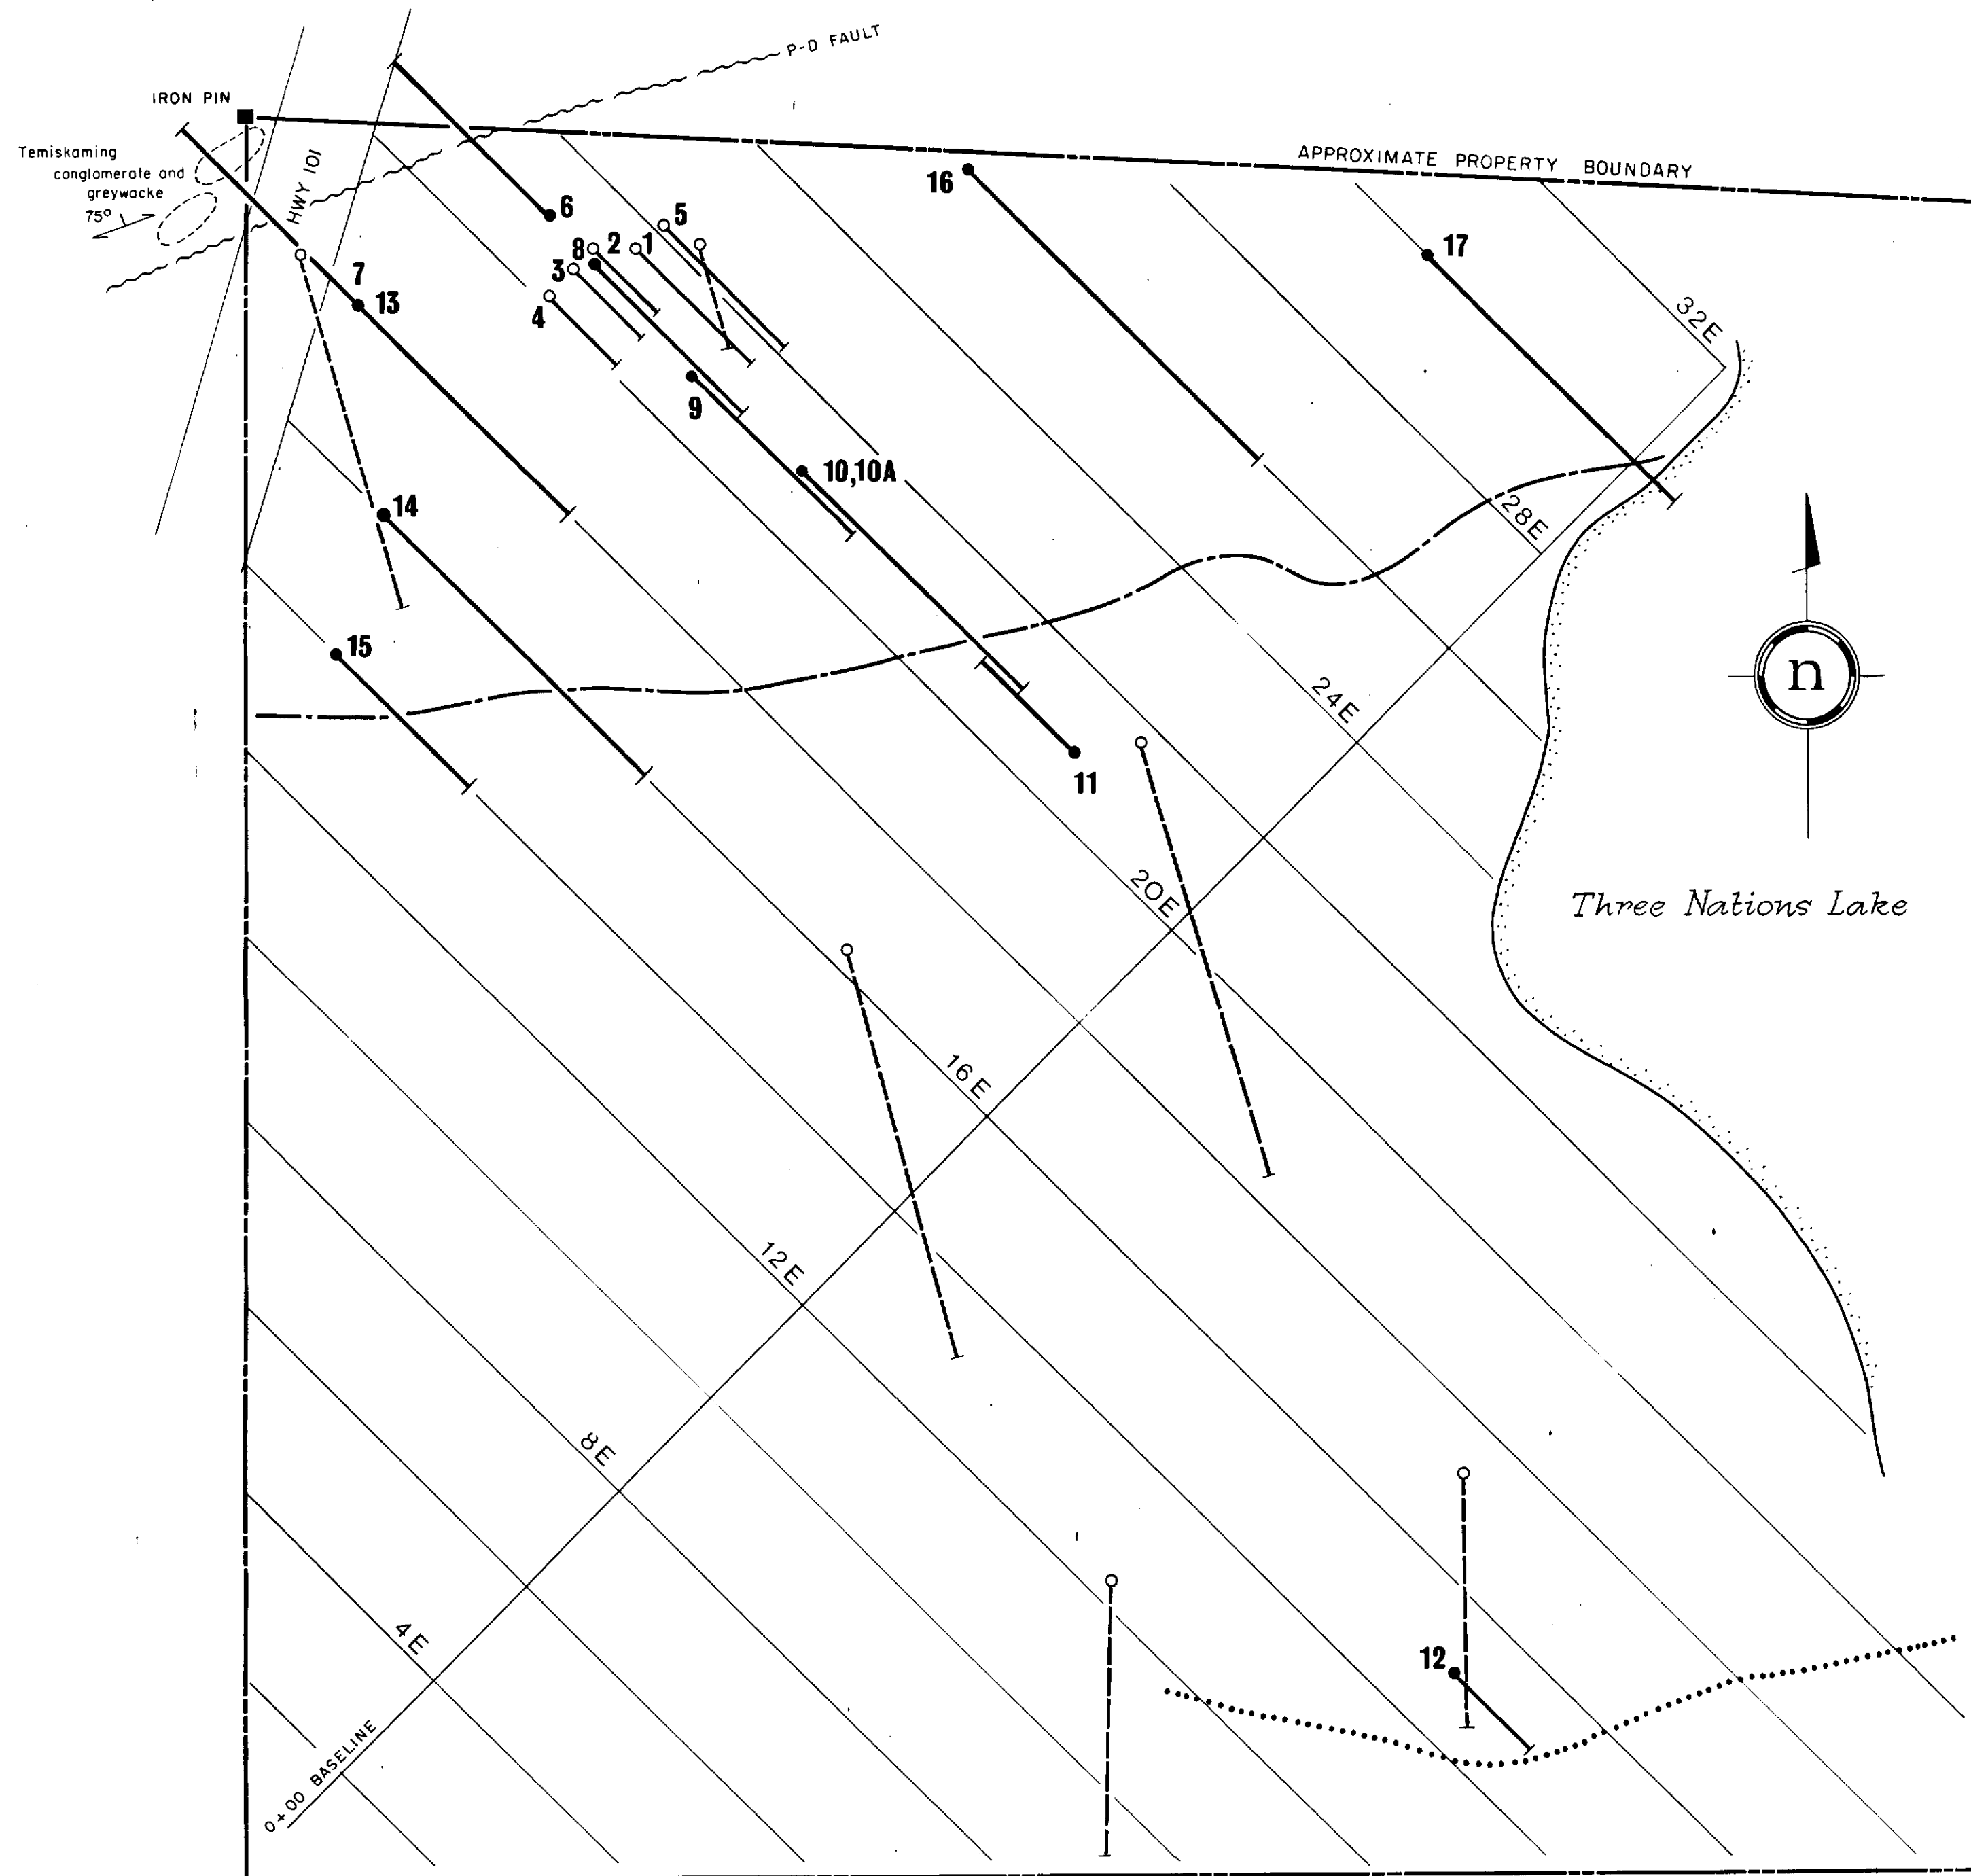 P-D FAULT
IRON PIN
Temiskaming
conglomerate and
greywacke
75°
HWY 101
APPROXIMATE PROPERTY BOUNDARY
6
5
16
17
8
2
1
3
4
7
13
32E
9
10,10A
14
28E
15
n
24E
11
20E
Three Nations Lake
16E
12E
8E
4E
12
0+00 BASELINE